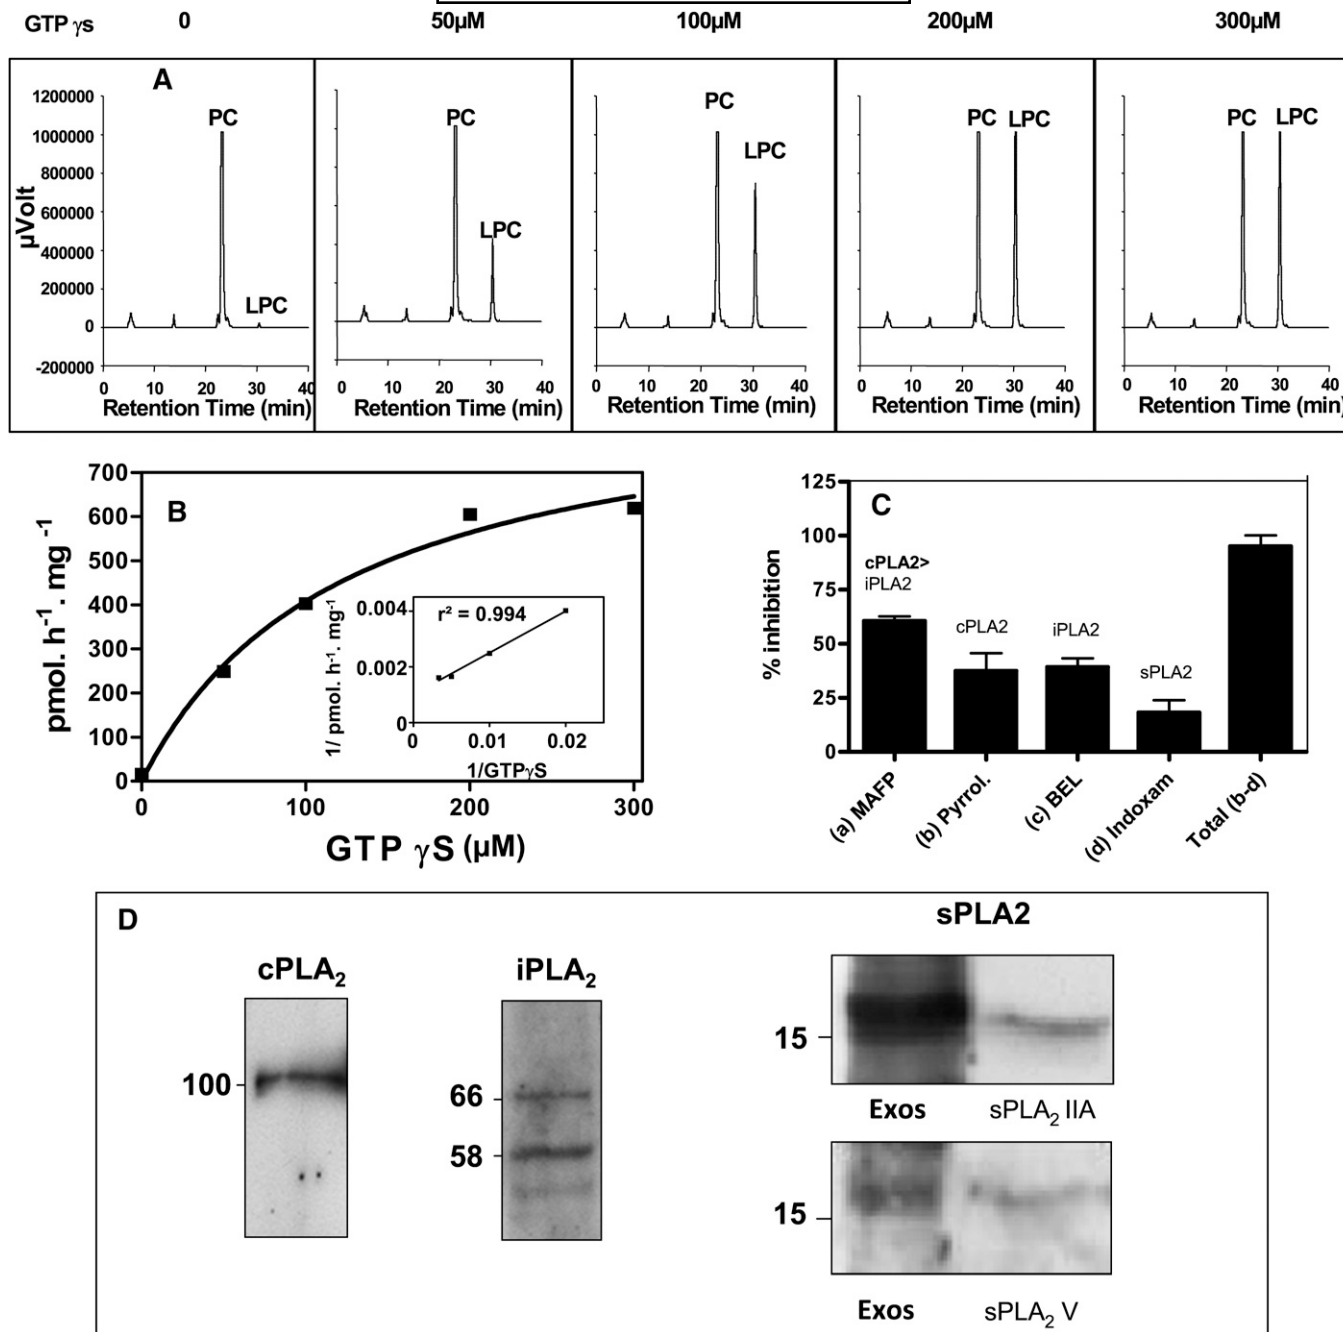 GTP γs 0 50µM 100µM 200µM 300µM
A
1200000
1000000
800000
600000
400000
200000
0
-200000
µVolt
PC
LPC
0 10 20 30 40
Retention Time (min)
PC
LPC
0 10 20 30 40
Retention Time (min)
PC
LPC
0 10 20 30 40
Retention Time (min)
PC LPC
0 10 20 30 40
Retention Time (min)
PC LPC
0 10 20 30 40
Retention Time (min)
B
700
600
500
400
300
200
100
0
pmol. h⁻¹. mg⁻¹
0 100 200 300
GTP γS (µM)
r² = 0.994
0.004
0.002
0
1/ pmol. h⁻¹. mg⁻¹
0 0.01 0.02
1/GTPγS
C
125
100
75
50
25
0
% inhibition
cPLA2>
iPLA2
cPLA2
iPLA2
sPLA2
(a) MAFP
(b) Pyrrol.
(c) BEL
(d) Indoxam
Total (b-d)
D
cPLA₂
100
iPLA₂
66
58
sPLA2
15
Exos sPLA₂ IIA
15
Exos sPLA₂ V